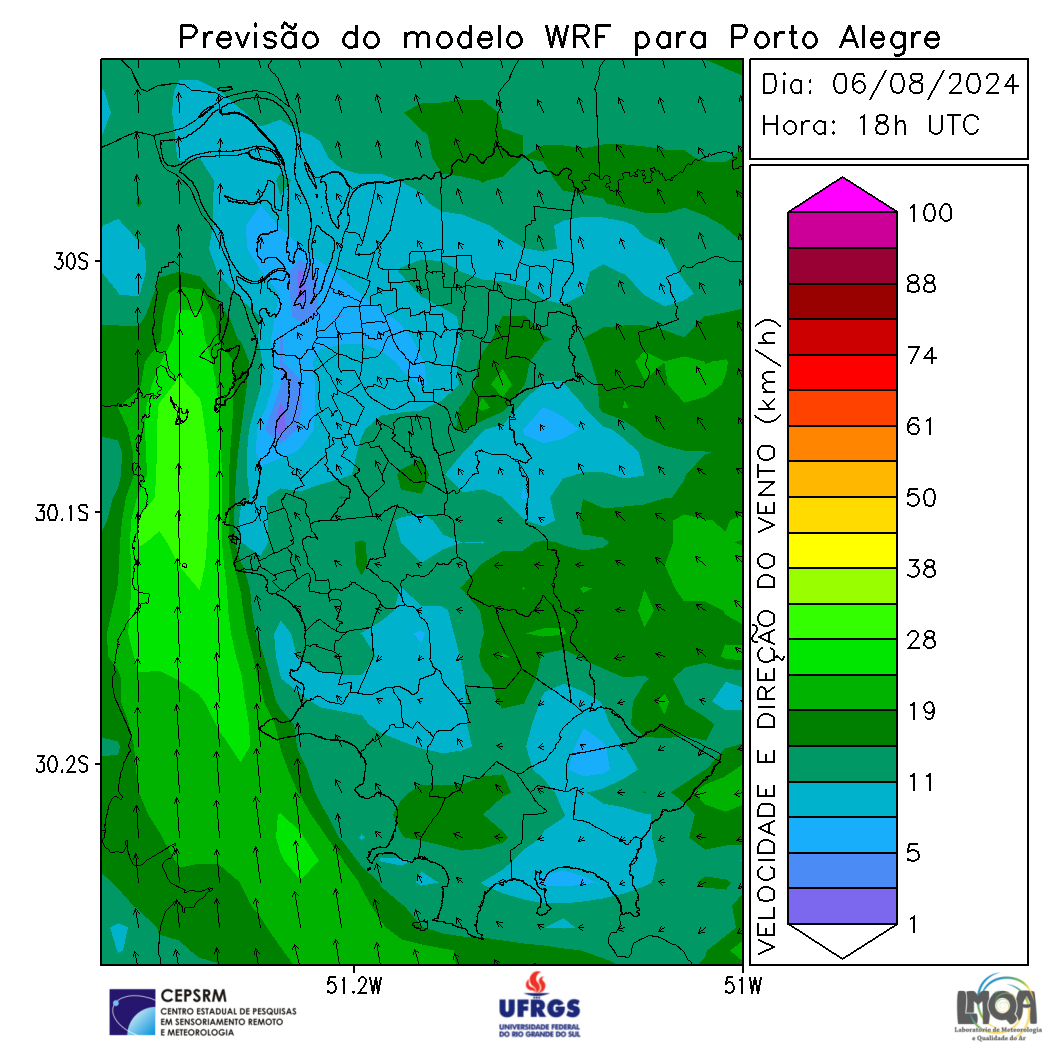 Previsão do modelo WRF para Porto Alegre
Dia: 06/08/2024
Hora: 18h UTC
30S
30.1S
30.2S
51.2W
51W
VELOCIDADE E DIREÇÃO DO VENTO (km/h)
100
88
74
61
50
38
28
19
11
5
1
CEPSRM
CENTRO ESTADUAL DE PESQUISAS
EM SENSORIAMENTO REMOTO
E METEOROLOGIA
UFRGS
UNIVERSIDADE FEDERAL
DO RIO GRANDE DO SUL
LMQA
Laboratório de Meteorologia
e Qualidade do Ar